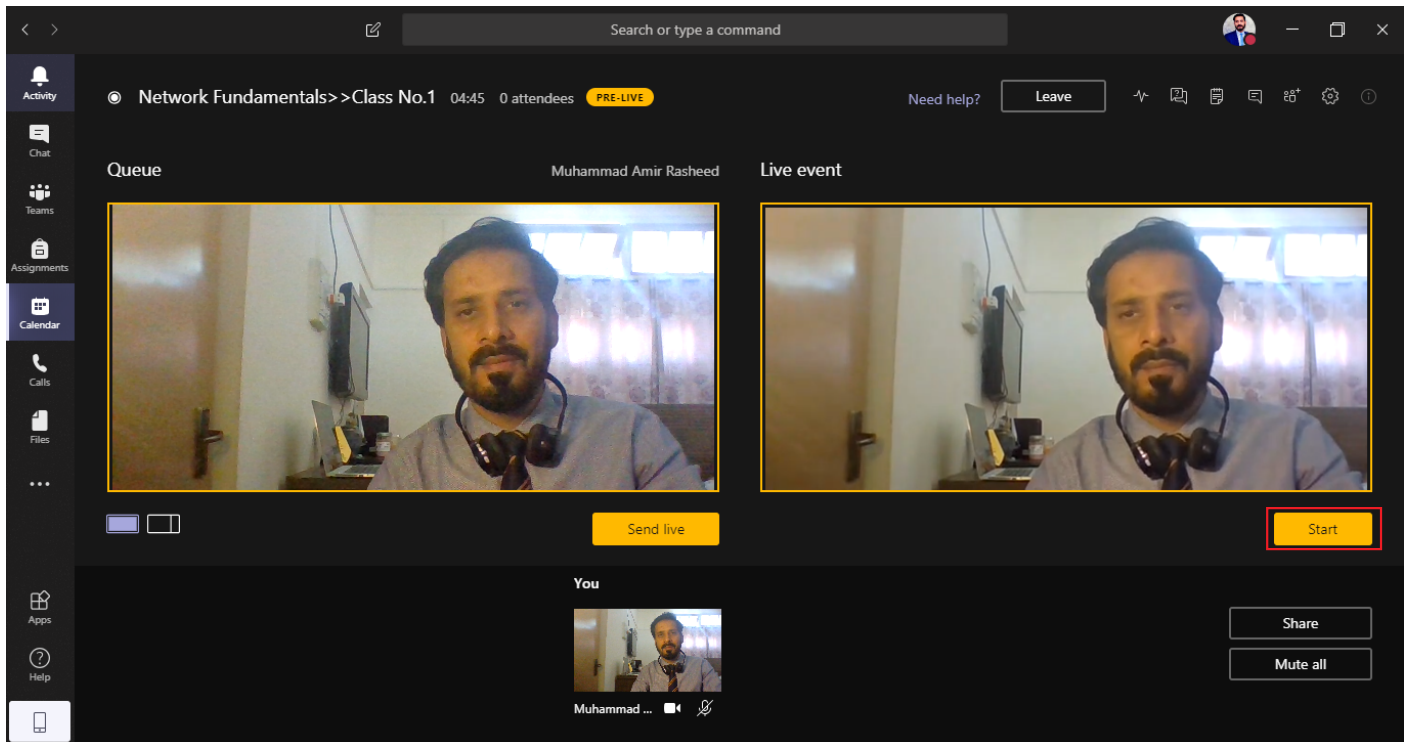 Search or type a command
Activity
Chat
Teams
Assignments
Calendar
Calls
Files
Apps
Help
Network Fundamentals>>Class No.1 04:45 0 attendees PRE-LIVE
Need help? Leave
Queue Muhammad Amir Rasheed
Live event
Send live
Start
You
Muhammad ...
Share
Mute all